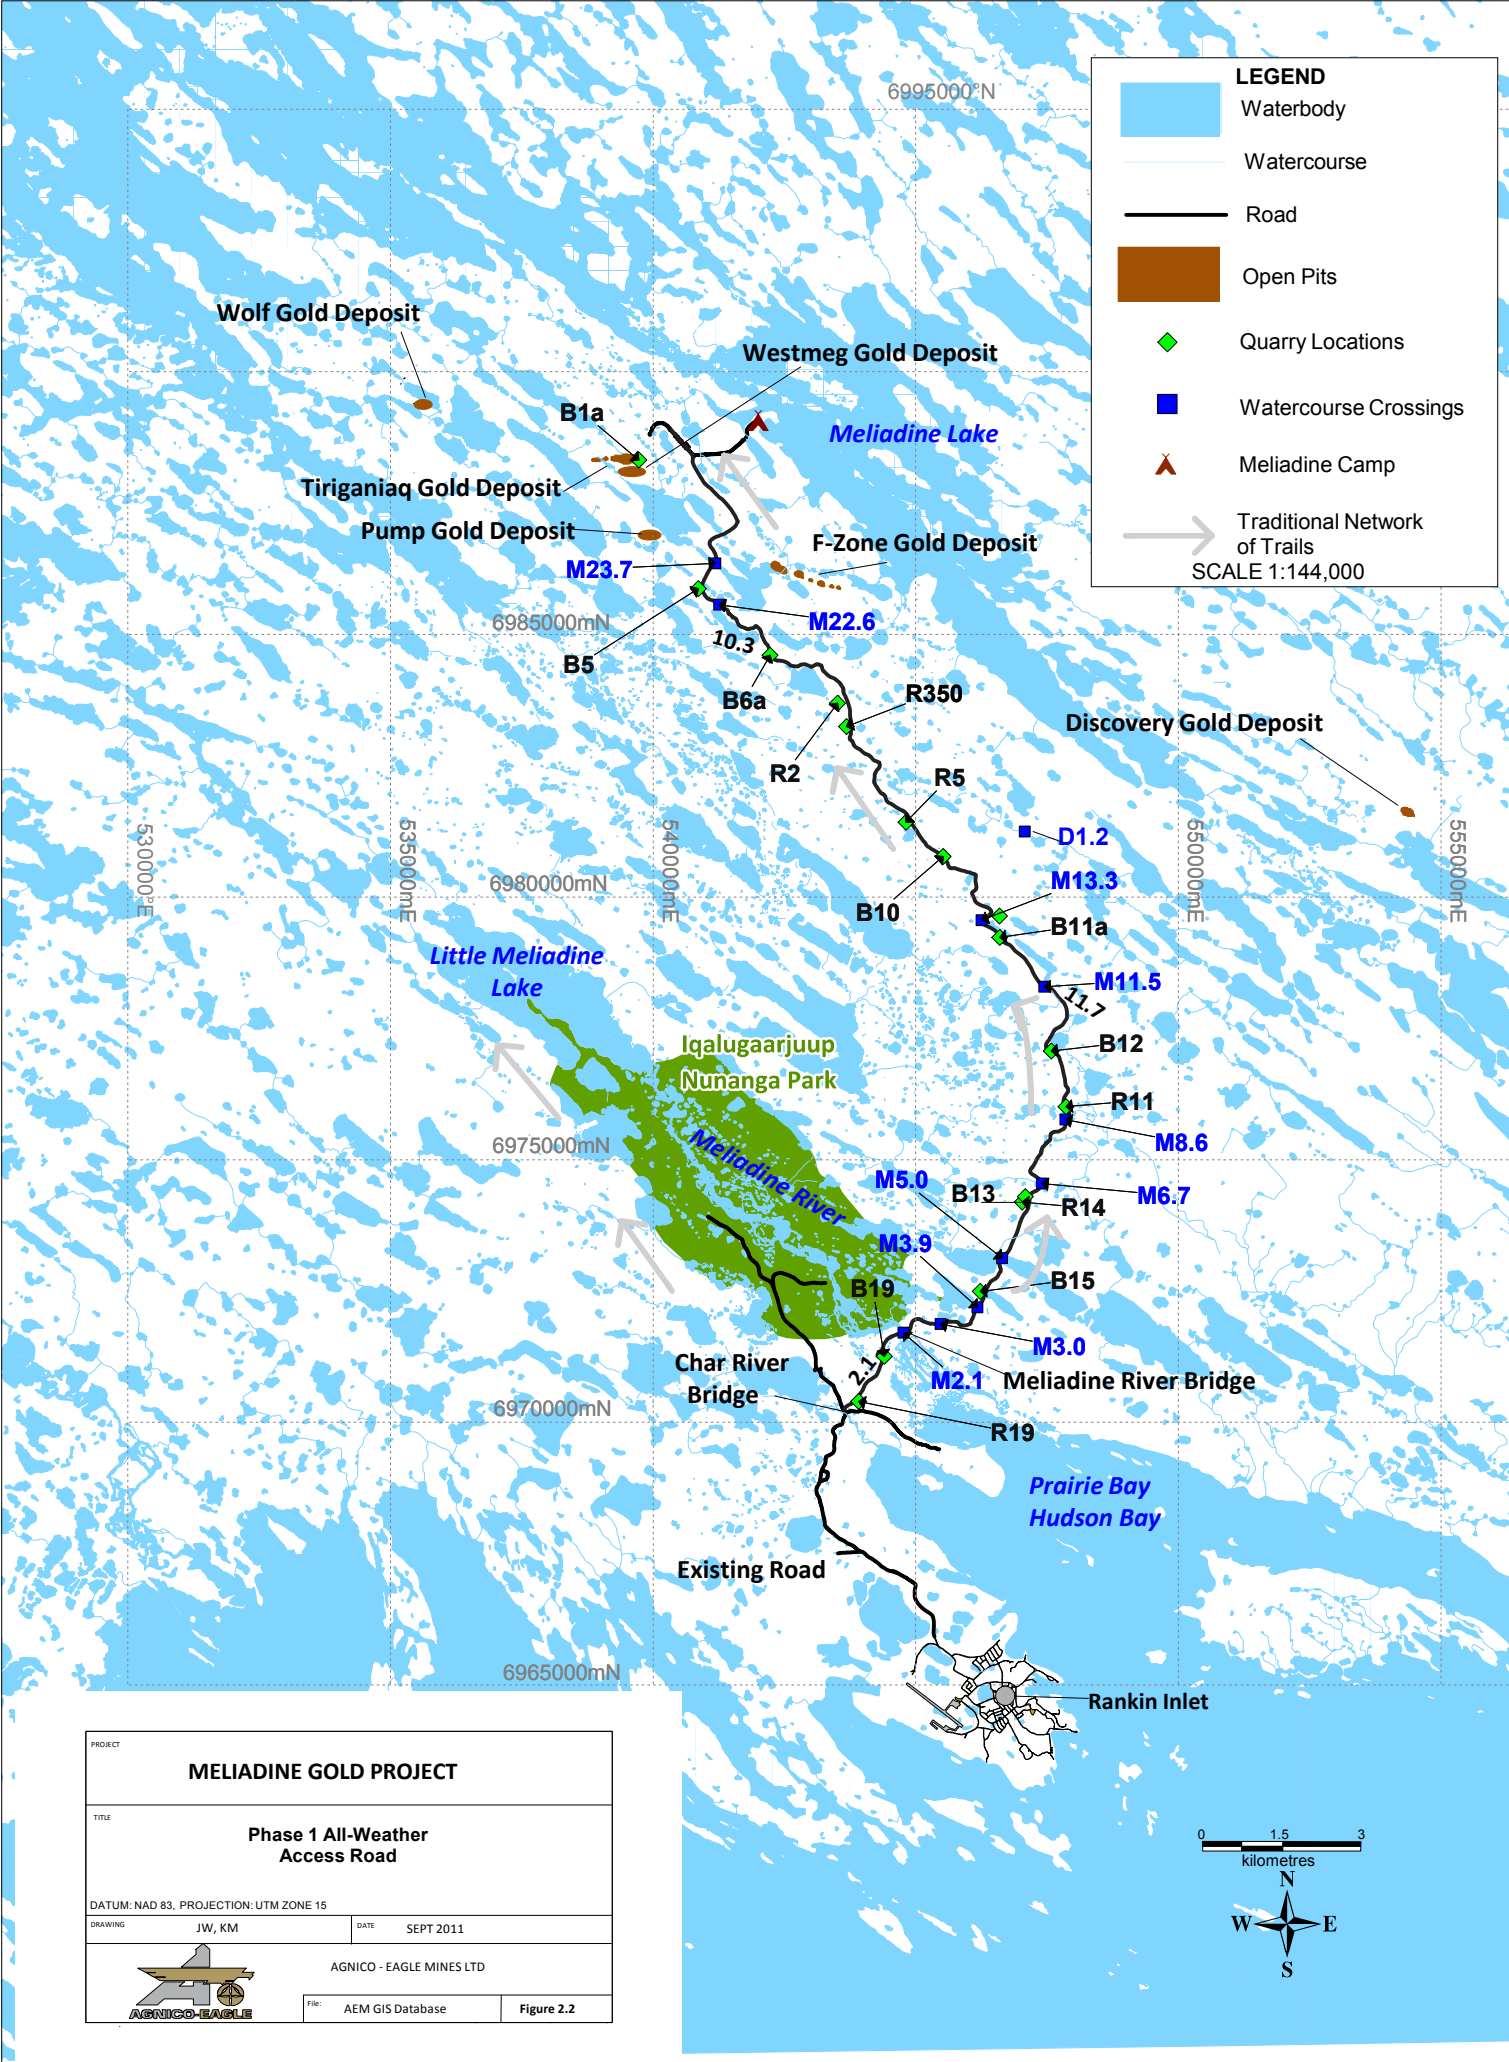 6995000°N
LEGEND
Waterbody
Watercourse
Road
Open Pits
Quarry Locations
Watercourse Crossings
Meliadine Camp
Traditional Network
of Trails
SCALE 1:144,000
Wolf Gold Deposit
Westmeg Gold Deposit
B1a
Meliadine Lake
Tiriganiaq Gold Deposit
Pump Gold Deposit
F-Zone Gold Deposit
M23.7
6985000mN
M22.6
10.3
B5
B6a
R350
Discovery Gold Deposit
R2
R5
530000°E
535000mE
540000mE
550000mE
555000mE
D1.2
6980000mN
M13.3
B10
B11a
Little Meliadine
Lake
M11.5
11.7
Iqalugaarjuup
Nunanga Park
B12
R11
6975000mN
M8.6
Meliadine River
M5.0
B13
M6.7
R14
M3.9
B19
B15
M3.0
Char River
Bridge
2.1
M2.1
Meliadine River Bridge
6970000mN
R19
Prairie Bay
Hudson Bay
Existing Road
6965000mN
Rankin Inlet
PROJECT
MELIADINE GOLD PROJECT
TITLE
Phase 1 All-Weather
Access Road
DATUM: NAD 83, PROJECTION: UTM ZONE 15
DRAWING
JW, KM
DATE
SEPT 2011
AGNICO - EAGLE MINES LTD
AGNICO-EAGLE
File:
AEM GIS Database
Figure 2.2
0 1.5 3
kilometres
N
W E
S